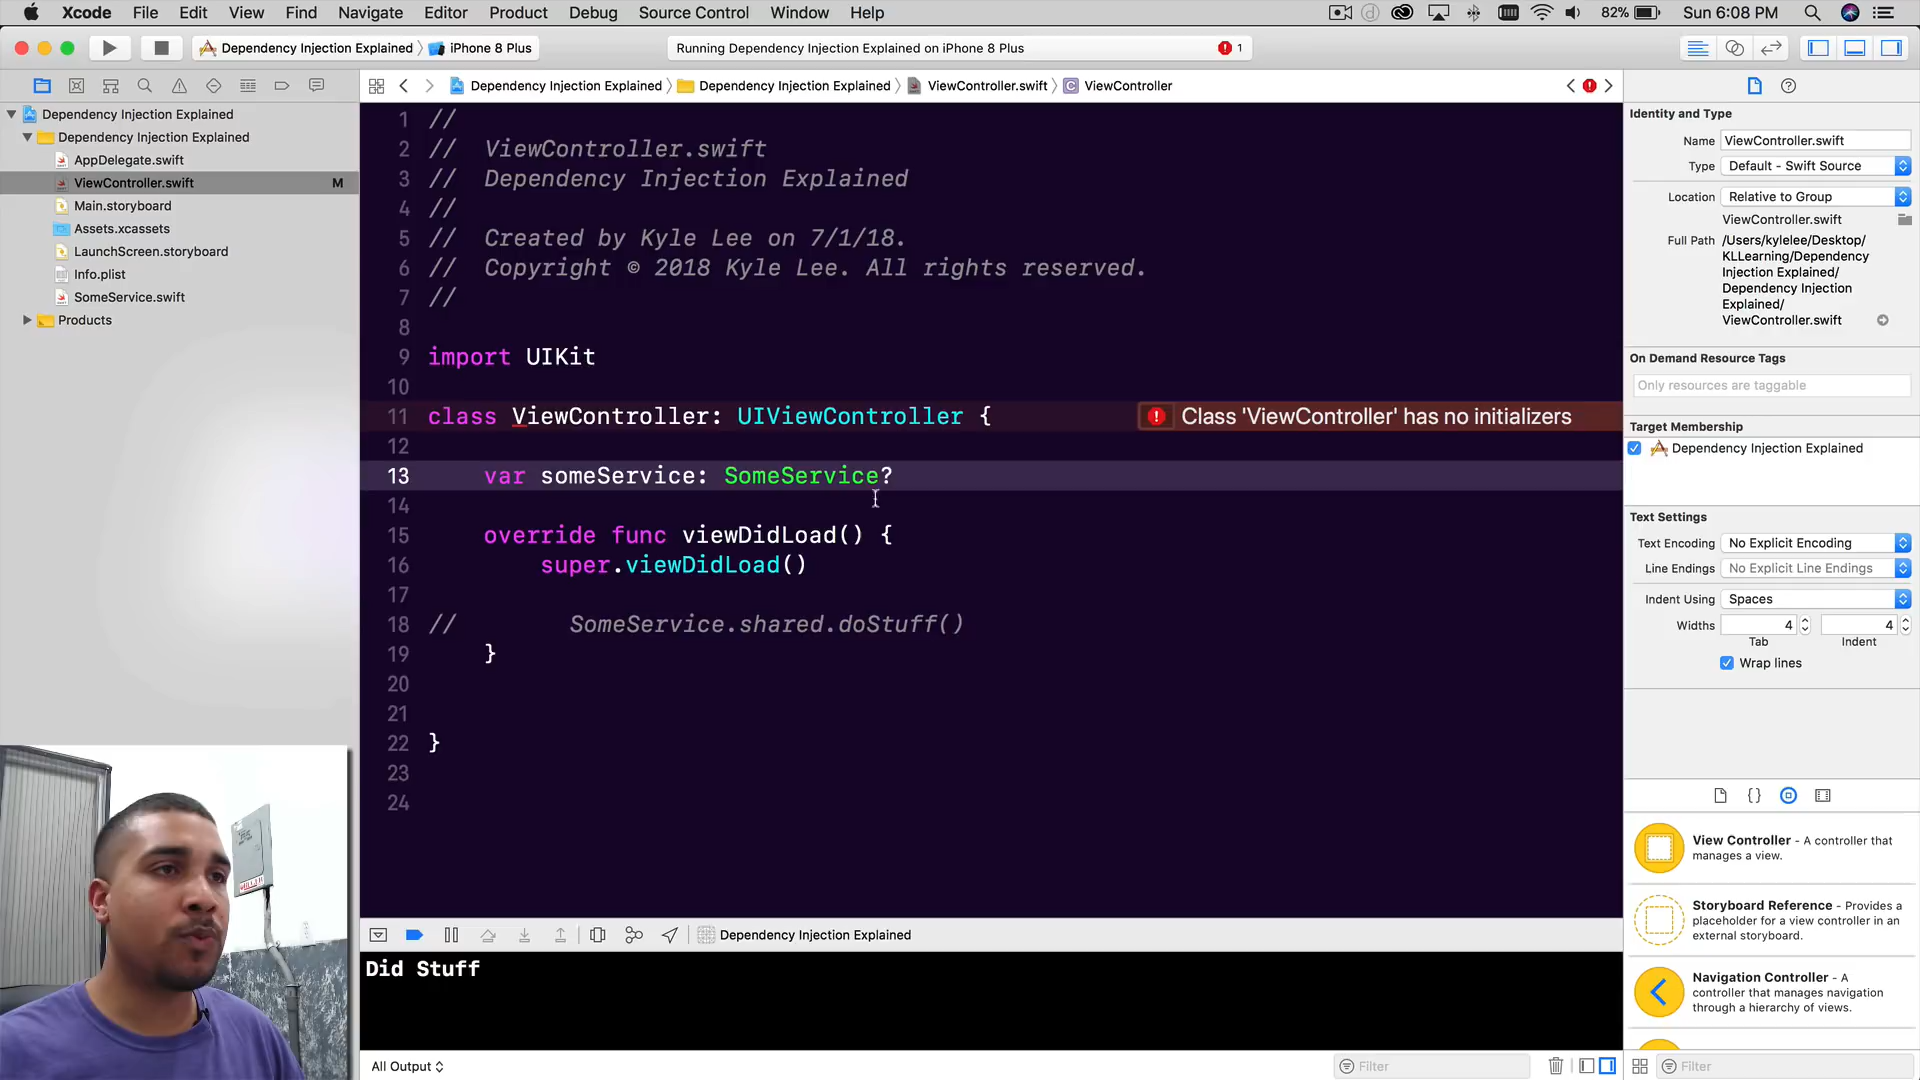 Xcode File Edit View Find Navigate Editor Product Debug Source Control Window Help 82% Sun 6:08 PM
Dependency Injection Explained iPhone 8 Plus
Running Dependency Injection Explained on iPhone 8 Plus 1
Dependency Injection Explained Dependency Injection Explained ViewController.swift C ViewController
Dependency Injection Explained
Dependency Injection Explained
AppDelegate.swift
ViewController.swift M
Main.storyboard
Assets.xcassets
LaunchScreen.storyboard
Info.plist
SomeService.swift
Products
1 //
2 //  ViewController.swift
3 //  Dependency Injection Explained
4 //
5 //  Created by Kyle Lee on 7/1/18.
6 //  Copyright © 2018 Kyle Lee. All rights reserved.
7 //
8
9 import UIKit
10
11 class ViewController: UIViewController {
Class 'ViewController' has no initializers
12
13 var someService: SomeService?
14
15 override func viewDidLoad() {
16 super.viewDidLoad()
17
18 // SomeService.shared.doStuff()
19 }
20
21
22 }
23
24
Dependency Injection Explained
Did Stuff
All Output
Filter
Identity and Type
Name ViewController.swift
Type Default - Swift Source
Location Relative to Group
ViewController.swift
Full Path /Users/kylelee/Desktop/
KLLearning/Dependency
Injection Explained/
Dependency Injection
Explained/
ViewController.swift
On Demand Resource Tags
Only resources are taggable
Target Membership
Dependency Injection Explained
Text Settings
Text Encoding No Explicit Encoding
Line Endings No Explicit Line Endings
Indent Using Spaces
Widths 4 4
Tab Indent
Wrap lines
View Controller - A controller that
manages a view.
Storyboard Reference - Provides a
placeholder for a view controller in an
external storyboard.
Navigation Controller - A
controller that manages navigation
through a hierarchy of views.
Filter